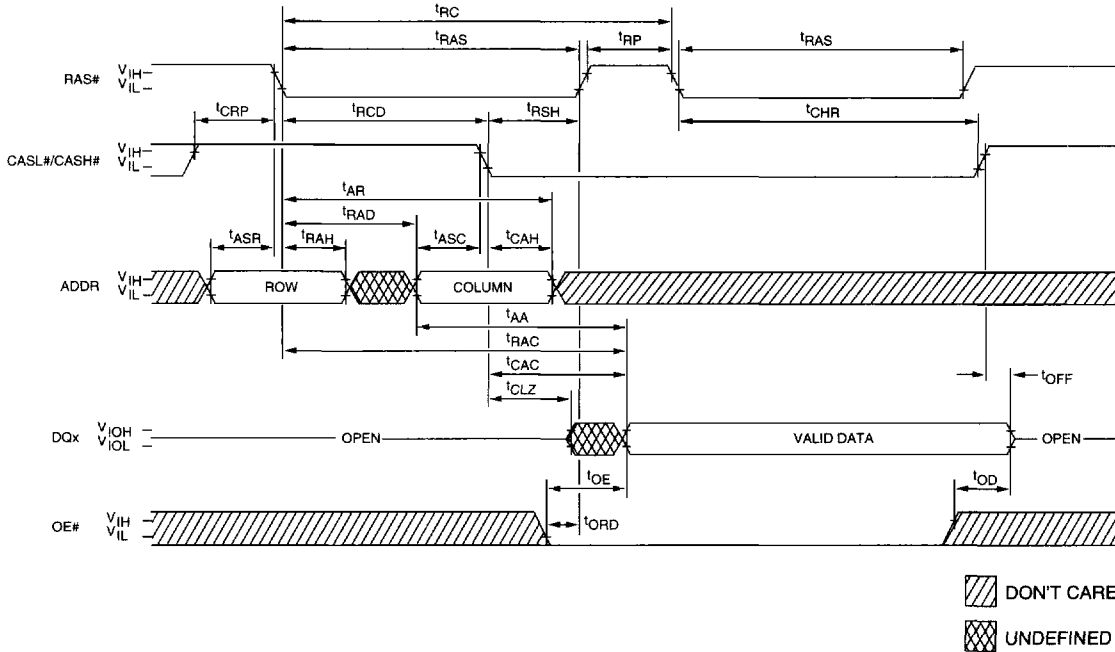 tRC
tRAS
tRP
tRAS
RAS#
VIH
VIL
tCRP
tRCD
tRSH
tCHR
CASL#/CASH#
VIH
VIL
tAR
tRAD
tASR
tRAH
tASC
tCAH
ADDR
VIH
VIL
ROW
COLUMN
tAA
tRAC
tCAC
tCLZ
tOFF
DQx
VIOH
VIOL
OPEN
VALID DATA
OPEN
tOE
tOD
OE#
VIH
VIL
tORD
DON'T CARE
UNDEFINED